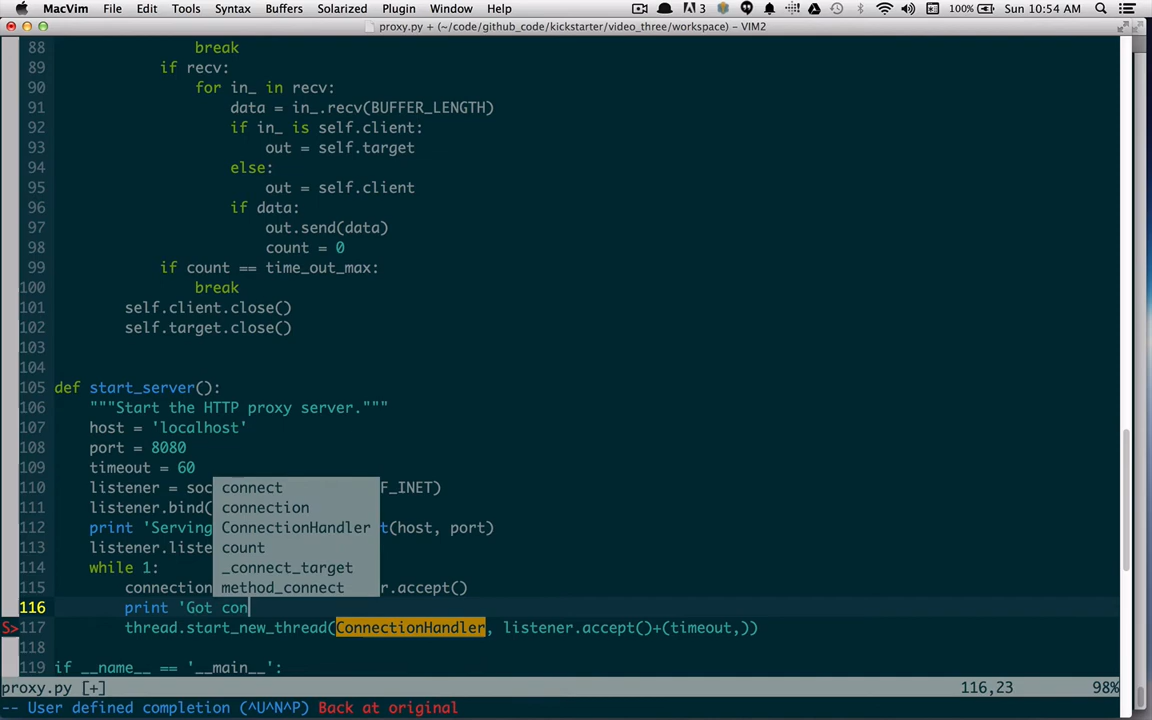 MacVim File Edit Tools Syntax Buffers Solarized Plugin Window Help 3 100% Sun 10:54 AM
proxy.py + (~/code/github_code/kickstarter/video_three/workspace) – VIM2
88 break
89 if recv:
90 for in_ in recv:
91 data = in_.recv(BUFFER_LENGTH)
92 if in_ is self.client:
93 out = self.target
94 else:
95 out = self.client
96 if data:
97 out.send(data)
98 count = 0
99 if count == time_out_max:
100 break
101 self.client.close()
102 self.target.close()
103
104
105 def start_server():
106 """Start the HTTP proxy server."""
107 host = 'localhost'
108 port = 8080
109 timeout = 60
110 listener = soc connect F_INET)
111 listener.bind( connection
112 print 'Serving ConnectionHandler t(host, port)
113 listener.liste count
114 while 1: _connect_target
115 connection method_connect r.accept()
116 print 'Got con
S>117 thread.start_new_thread(ConnectionHandler, listener.accept()+(timeout,))
118
119 if __name__ == '__main__':
proxy.py [+] 116,23 98%
-- User defined completion (^U^N^P) Back at original